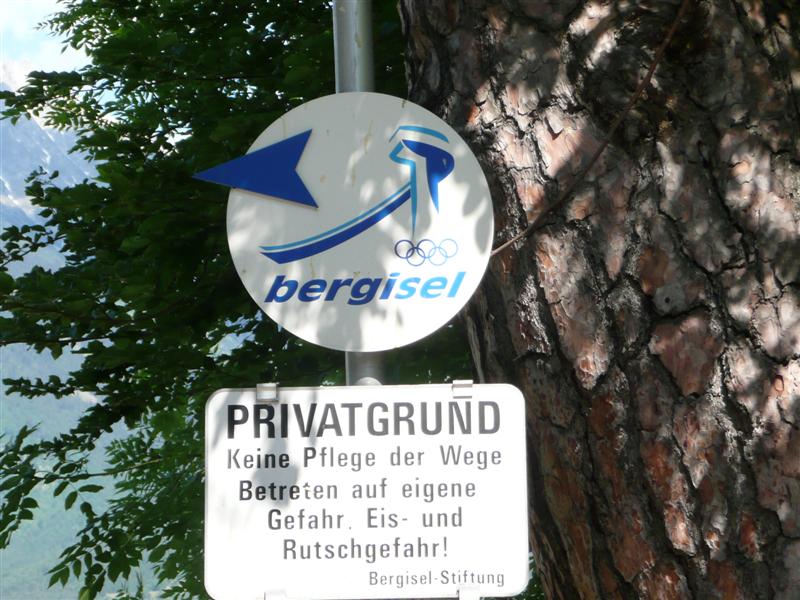 bergisel
PRIVATGRUND
Keine Pflege der Wege
Betreten auf eigene
Gefahr, Eis- und
Rutschgefahr!
Bergisel-Stiftung